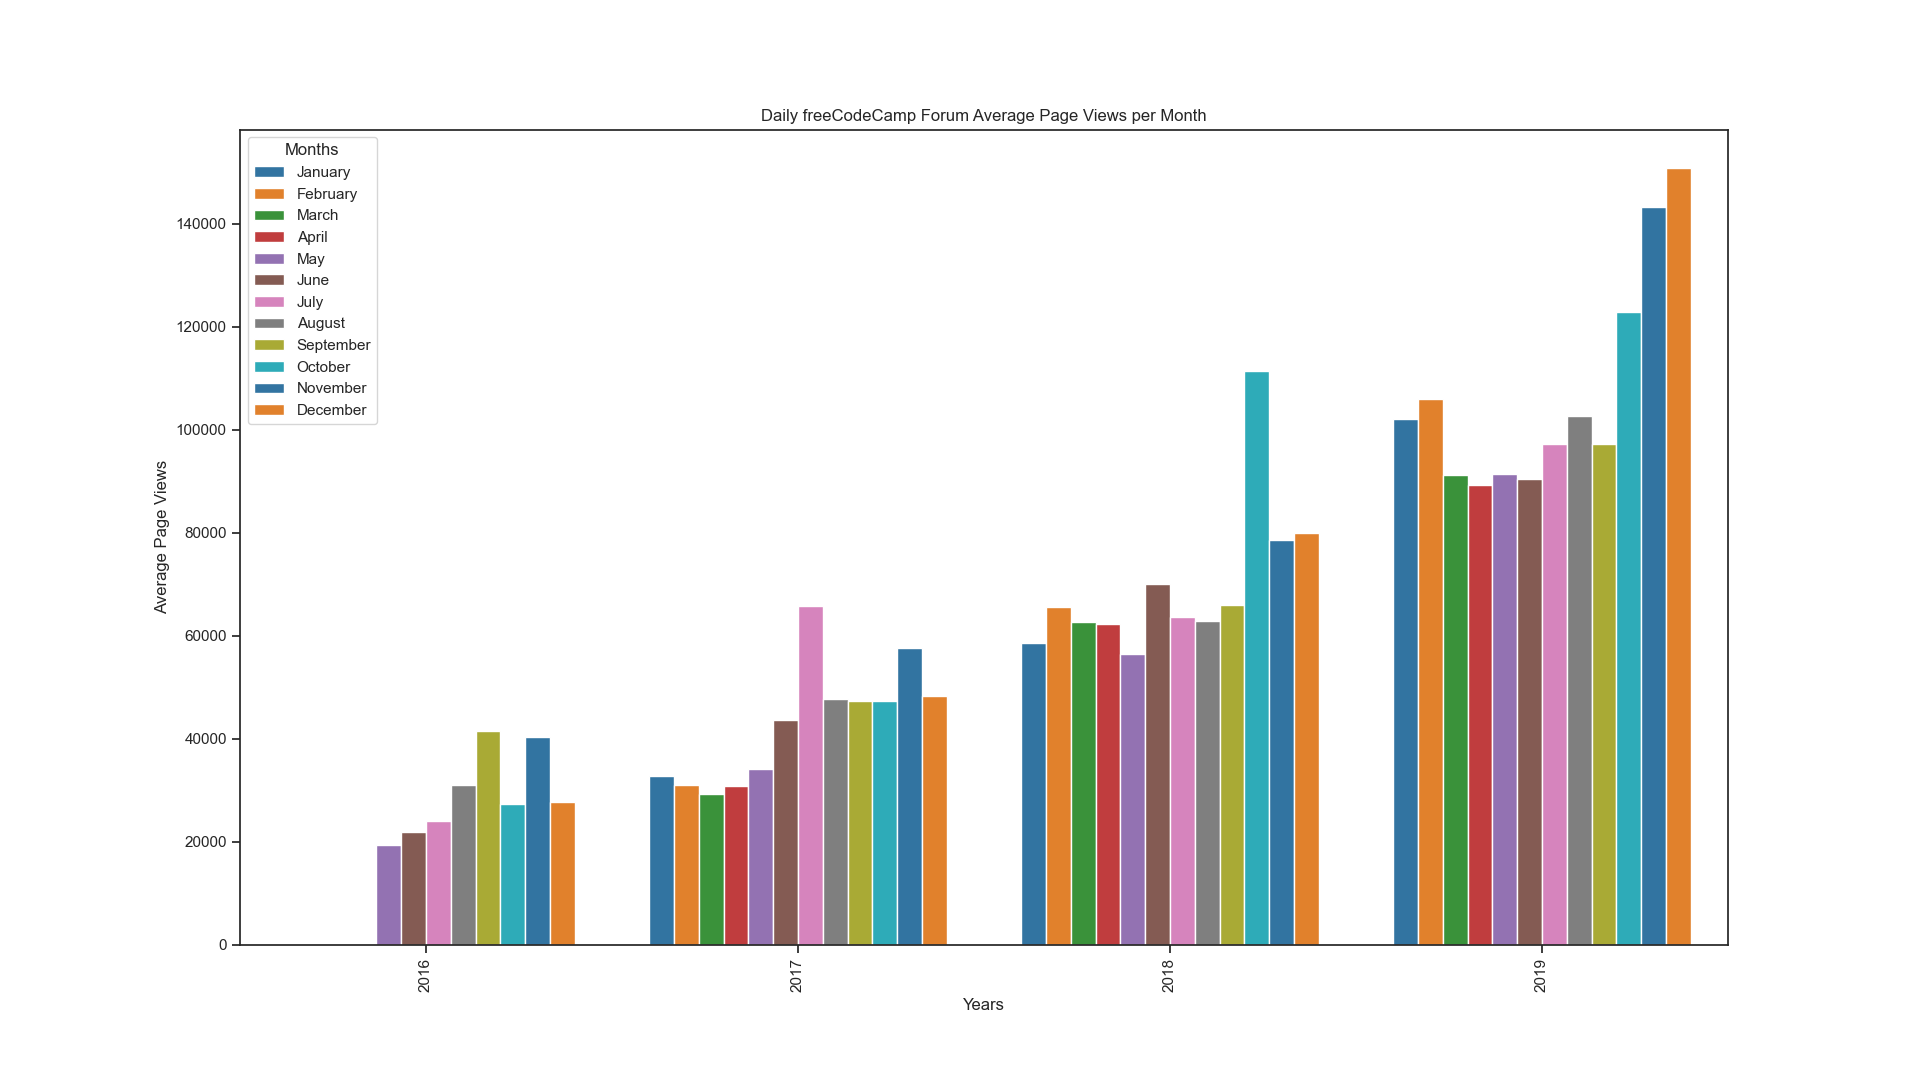 Daily freeCodeCamp Forum Average Page Views per Month
Months
January
February
March
April
May
June
July
August
September
October
November
December
140000
120000
100000
80000
60000
40000
20000
0
Average Page Views
2016
2017
2018
2019
Years